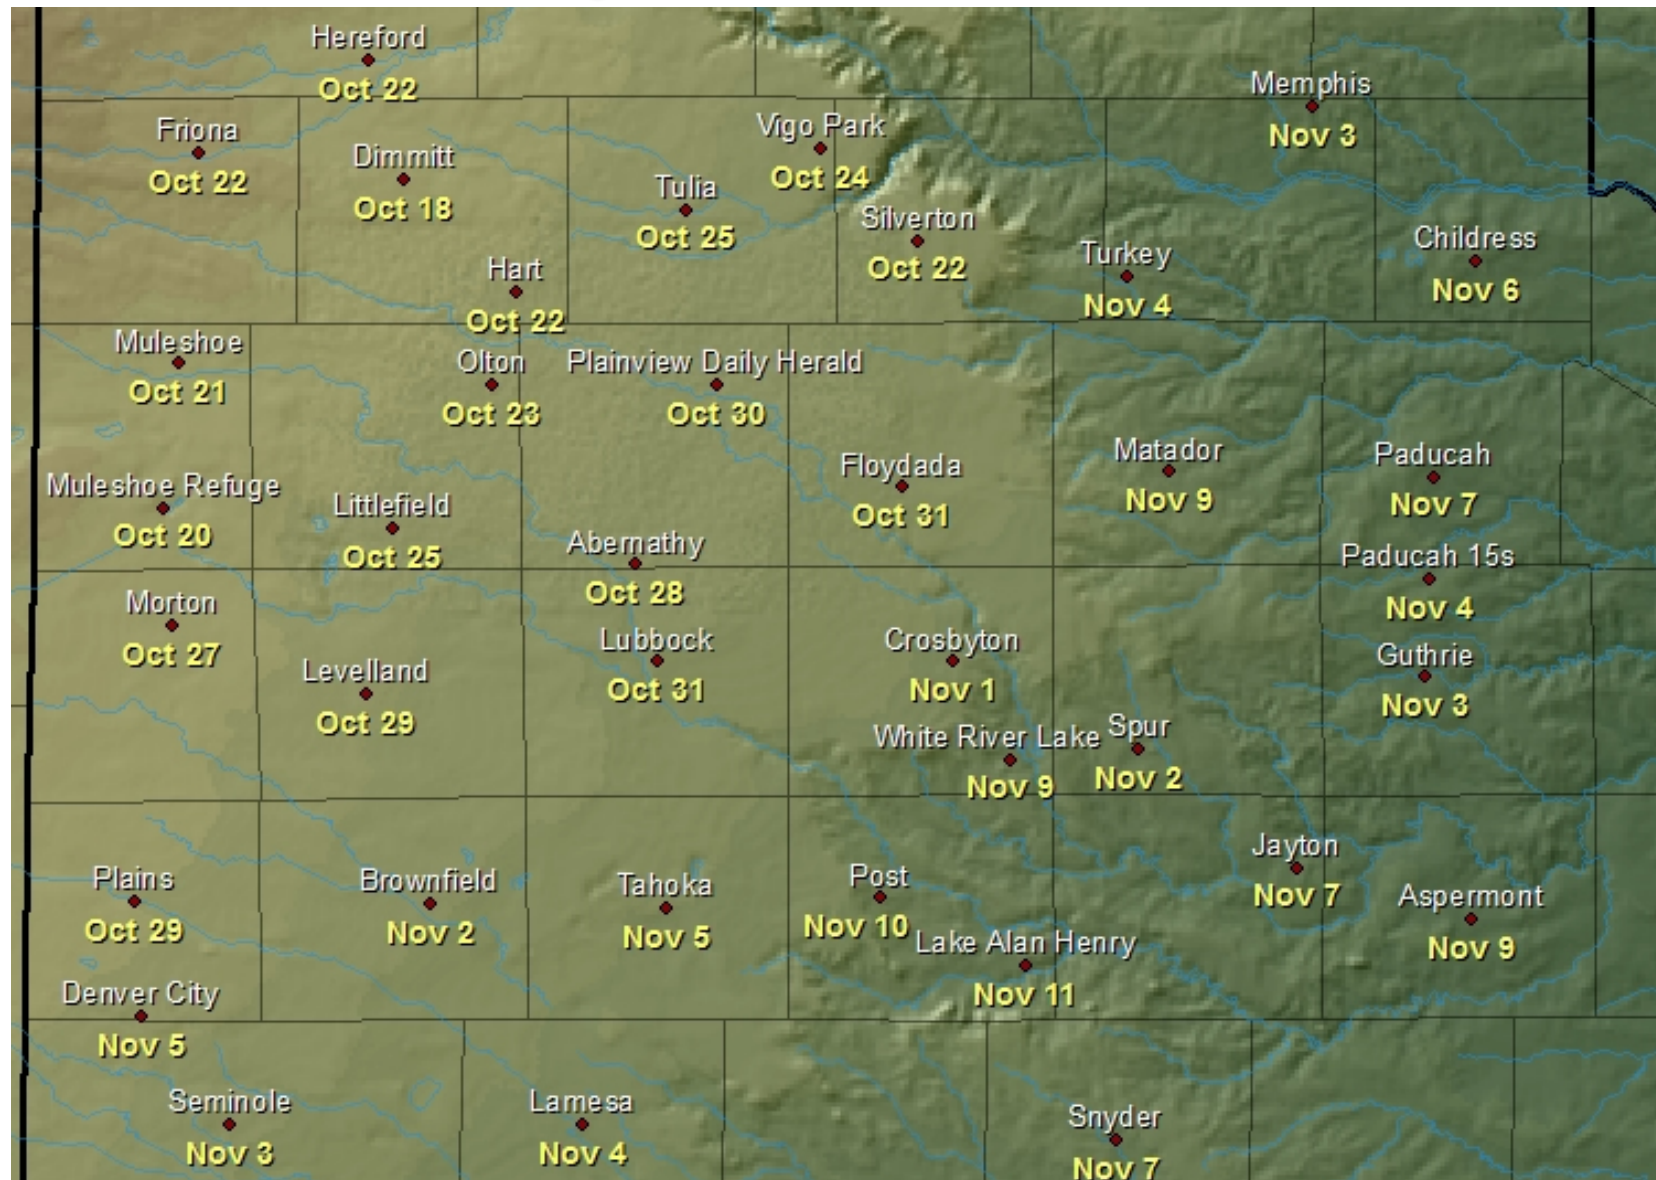 Hereford
Oct 22
Memphis
Nov 3
Friona
Oct 22
Dimmitt
Oct 18
Vigo Park
Oct 24
Tulia
Oct 25
Silverton
Oct 22
Turkey
Nov 4
Childress
Nov 6
Hart
Oct 22
Muleshoe
Oct 21
Olton
Oct 23
Plainview Daily Herald
Oct 30
Floydada
Oct 31
Matador
Nov 9
Paducah
Nov 7
Muleshoe Refuge
Oct 20
Littlefield
Oct 25
Abernathy
Oct 28
Paducah 15s
Nov 4
Morton
Oct 27
Levelland
Oct 29
Lubbock
Oct 31
Crosbyton
Nov 1
Guthrie
Nov 3
White River Lake
Nov 9
Spur
Nov 2
Jayton
Nov 7
Plains
Oct 29
Brownfield
Nov 2
Tahoka
Nov 5
Post
Nov 10
Aspermont
Nov 9
Lake Alan Henry
Nov 11
Denver City
Nov 5
Seminole
Nov 3
Lamesa
Nov 4
Snyder
Nov 7